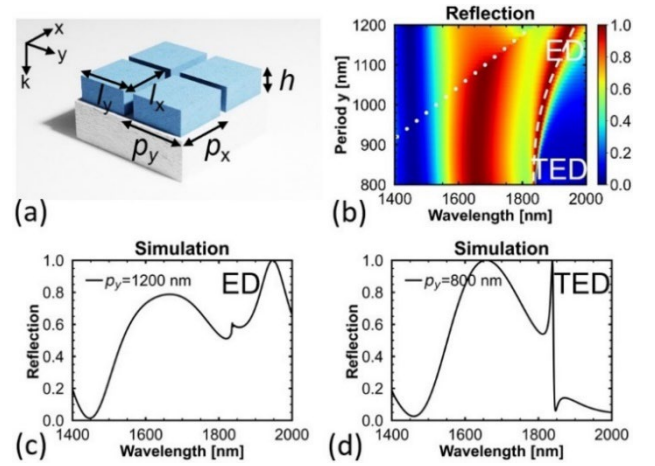 x
y
k
h
l_y
l_x
p_y
p_x
(a)
Reflection
Period y [nm]
1200
1100
1000
900
800
ED
TED
1400
1600
1800
2000
Wavelength [nm]
1.0
0.8
0.6
0.4
0.2
0.0
(b)
Simulation
Reflection
1.0
0.8
0.6
0.4
0.2
0.0
p_y=1200 nm
ED
1400
1600
1800
2000
Wavelength [nm]
(c)
Simulation
Reflection
1.0
0.8
0.6
0.4
0.2
0.0
p_y=800 nm
TED
1400
1600
1800
2000
Wavelength [nm]
(d)